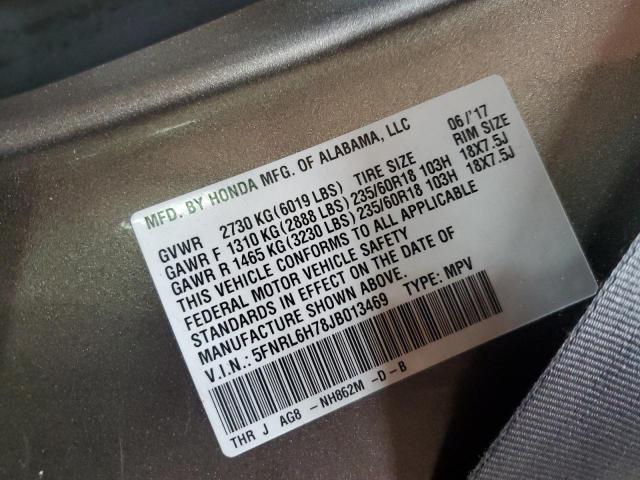 MFD. BY HONDA MFG. OF ALABAMA, LLC 06/'17
TIRE SIZE RIM SIZE
GVWR 2730 KG (6019 LBS)
GAWR F 1310 KG (2888 LBS) 235/60R18 103H 18X7.5J
GAWR R 1465 KG (3230 LBS) 235/60R18 103H 18X7.5J
THIS VEHICLE CONFORMS TO ALL APPLICABLE
FEDERAL MOTOR VEHICLE SAFETY
STANDARDS IN EFFECT ON THE DATE OF
MANUFACTURE SHOWN ABOVE.
V.I.N.: 5FNRL6H78JB013469 TYPE: MPV
THR J AG8 -NH862M -D-B